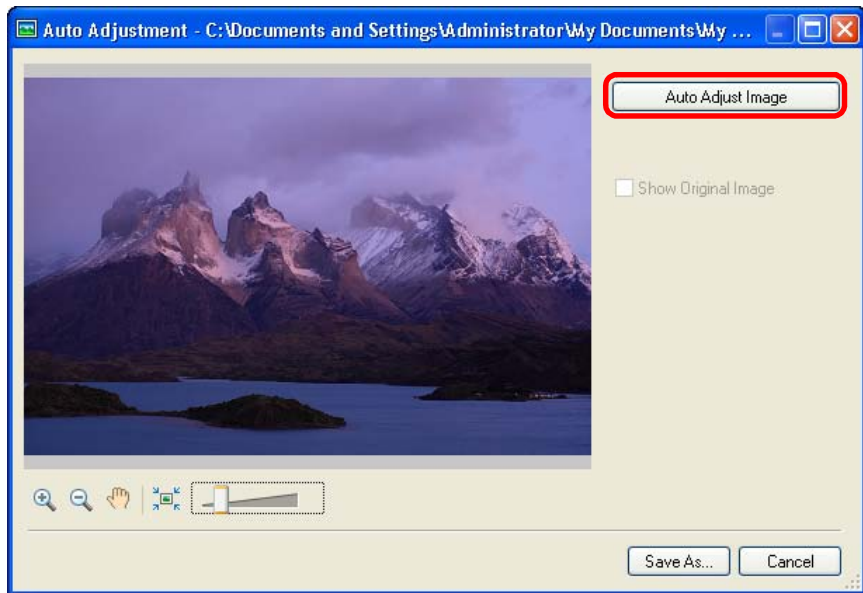 Auto Adjustment - C:\Documents and Settings\Administrator\My Documents\My ...
Auto Adjust Image
Show Original Image
Save As...
Cancel